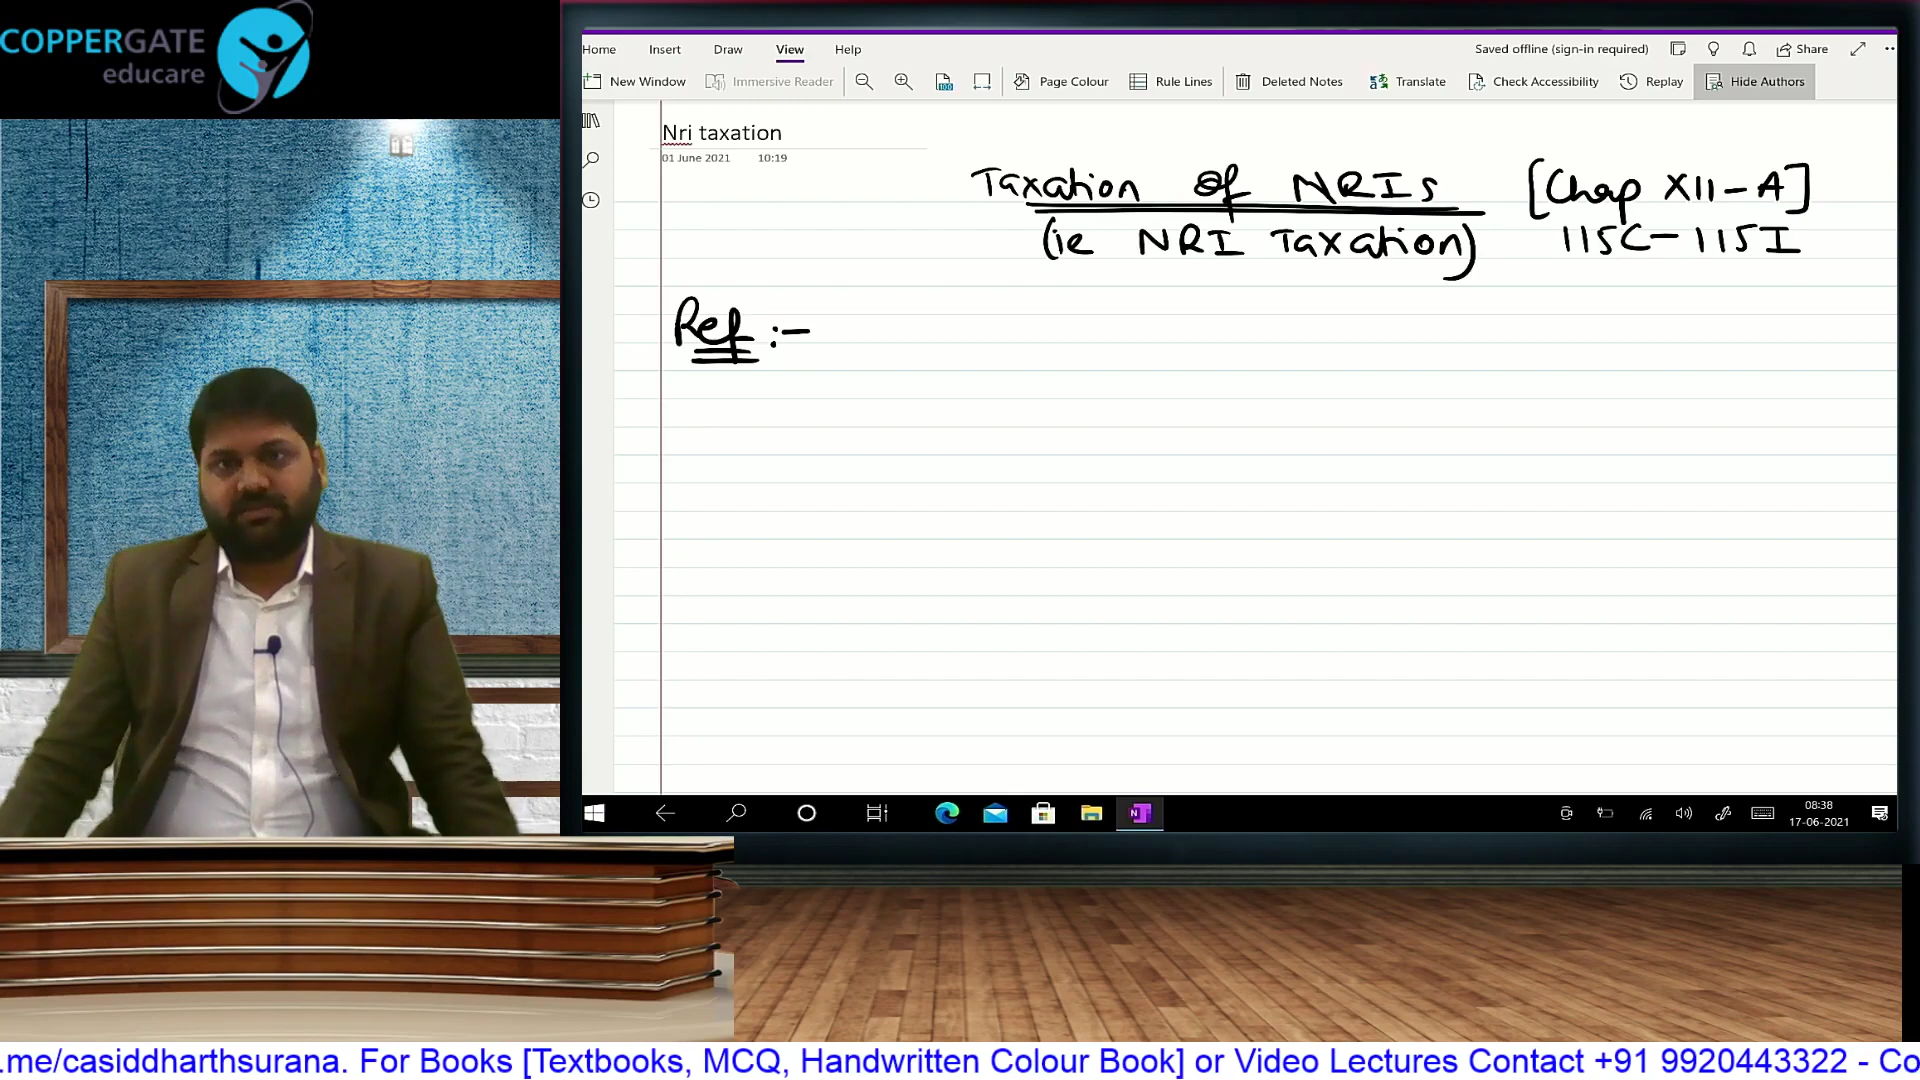 COPPERGATE
educare
Home Insert Draw View Help Saved offline (sign-in required) Share
New Window Immersive Reader 100 Page Colour Rule Lines Deleted Notes Translate Check Accessibility Replay Hide Authors
Nri taxation
01 June 2021 10:19
Taxation of NRIs [Chap XII-A]
(ie NRI Taxation) 115C-115I
Ref :-
08:38
17-06-2021
.me/casiddharthsurana. For Books [Textbooks, MCQ, Handwritten Colour Book] or Video Lectures Contact +91 9920443322 - Co